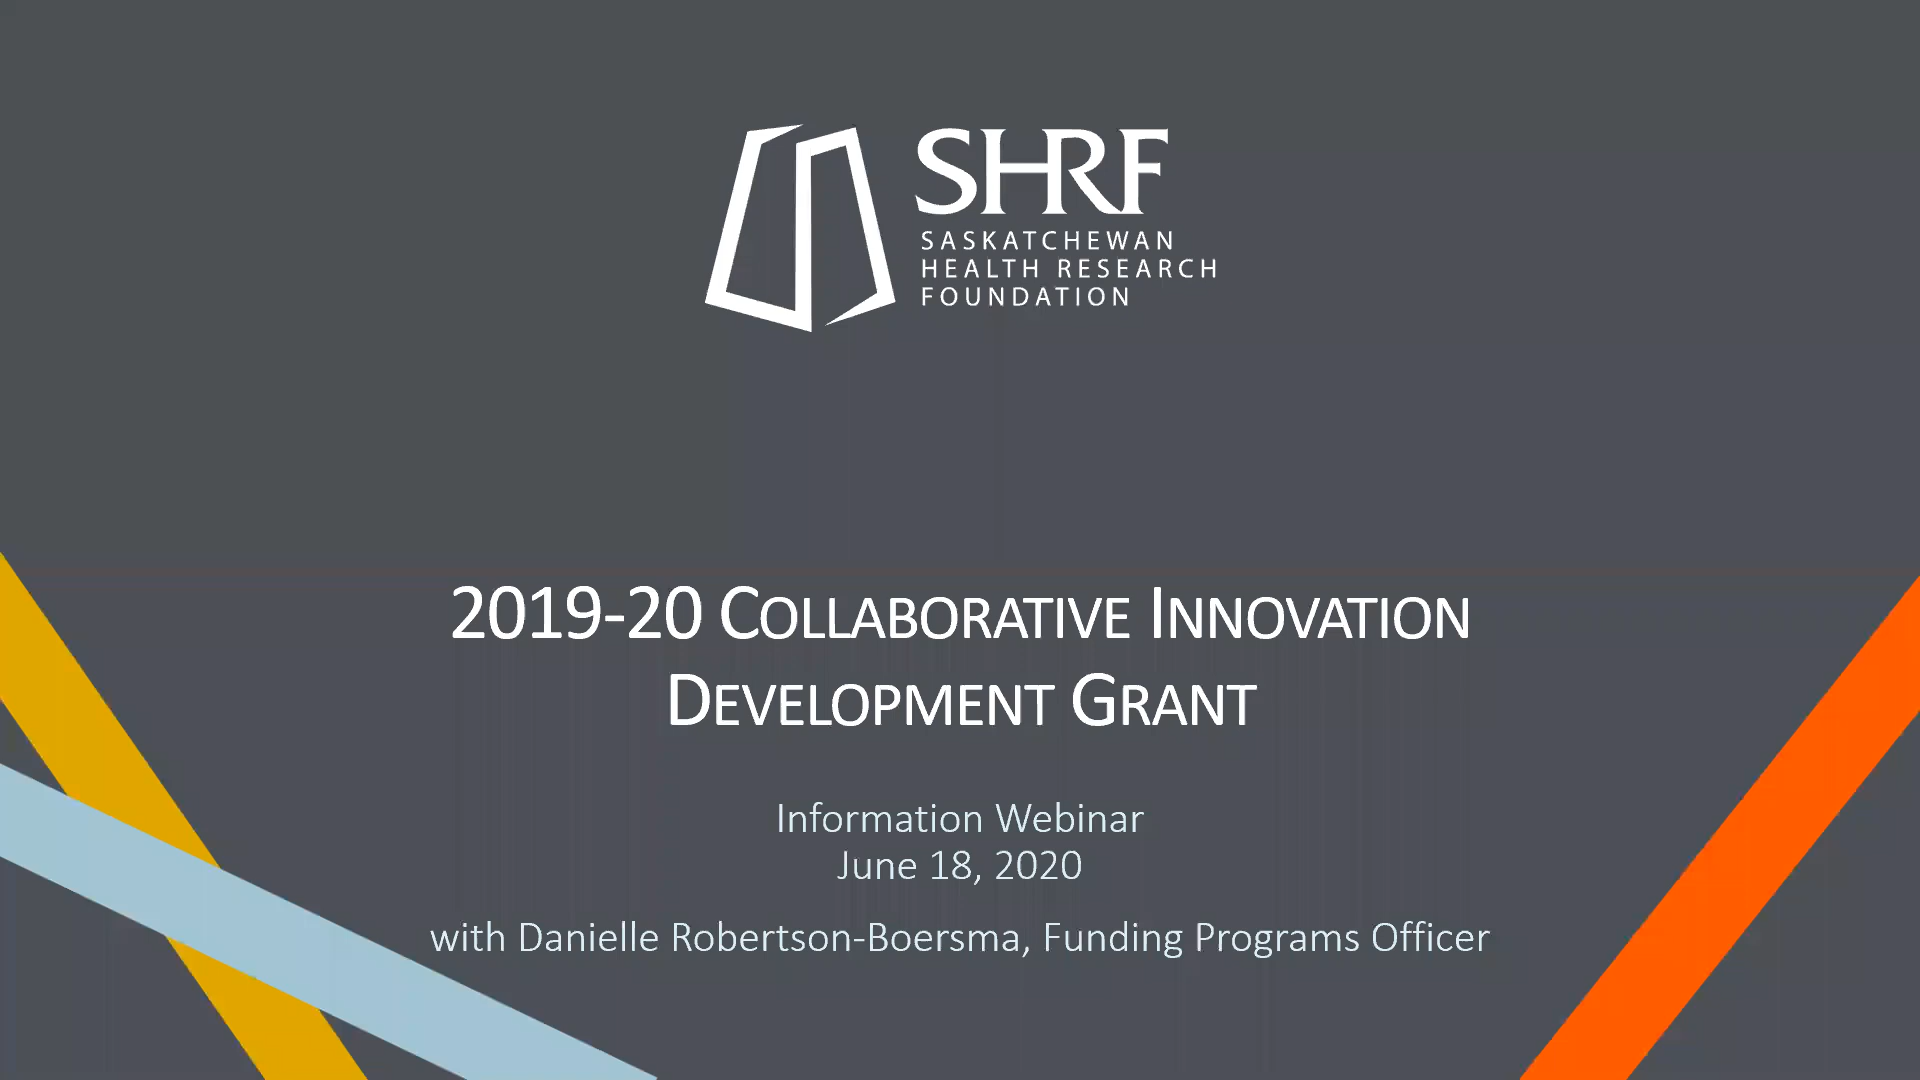 SHRF
SASKATCHEWAN
HEALTH RESEARCH
FOUNDATION
2019-20 COLLABORATIVE INNOVATION
DEVELOPMENT GRANT
Information Webinar
June 18, 2020
with Danielle Robertson-Boersma, Funding Programs Officer